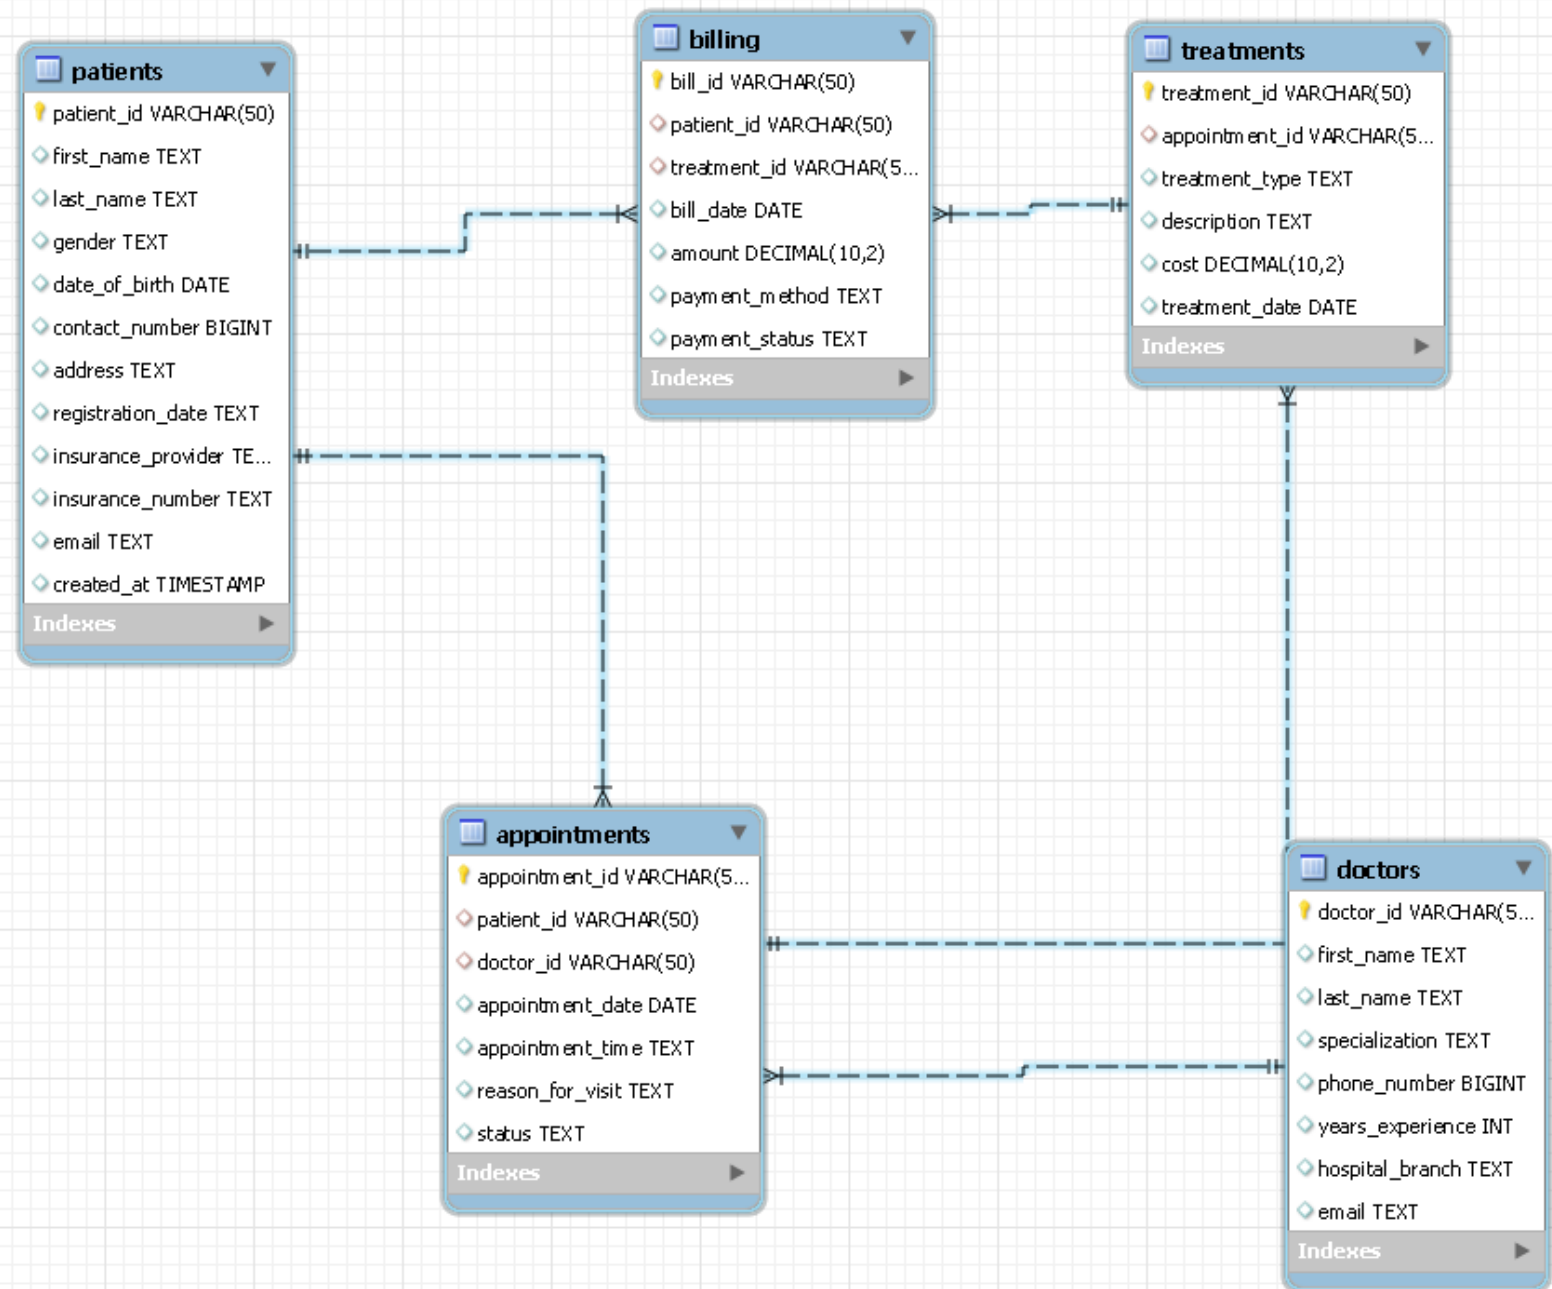 patients
patient_id VARCHAR(50)
first_name TEXT
last_name TEXT
gender TEXT
date_of_birth DATE
contact_number BIGINT
address TEXT
registration_date TEXT
insurance_provider TE...
insurance_number TEXT
email TEXT
created_at TIMESTAMP
Indexes
billing
bill_id VARCHAR(50)
patient_id VARCHAR(50)
treatment_id VARCHAR(5...
bill_date DATE
amount DECIMAL(10,2)
payment_method TEXT
payment_status TEXT
Indexes
treatments
treatment_id VARCHAR(50)
appointment_id VARCHAR(5...
treatment_type TEXT
description TEXT
cost DECIMAL(10,2)
treatment_date DATE
Indexes
appointments
appointment_id VARCHAR(5...
patient_id VARCHAR(50)
doctor_id VARCHAR(50)
appointment_date DATE
appointment_time TEXT
reason_for_visit TEXT
status TEXT
Indexes
doctors
doctor_id VARCHAR(5...
first_name TEXT
last_name TEXT
specialization TEXT
phone_number BIGINT
years_experience INT
hospital_branch TEXT
email TEXT
Indexes